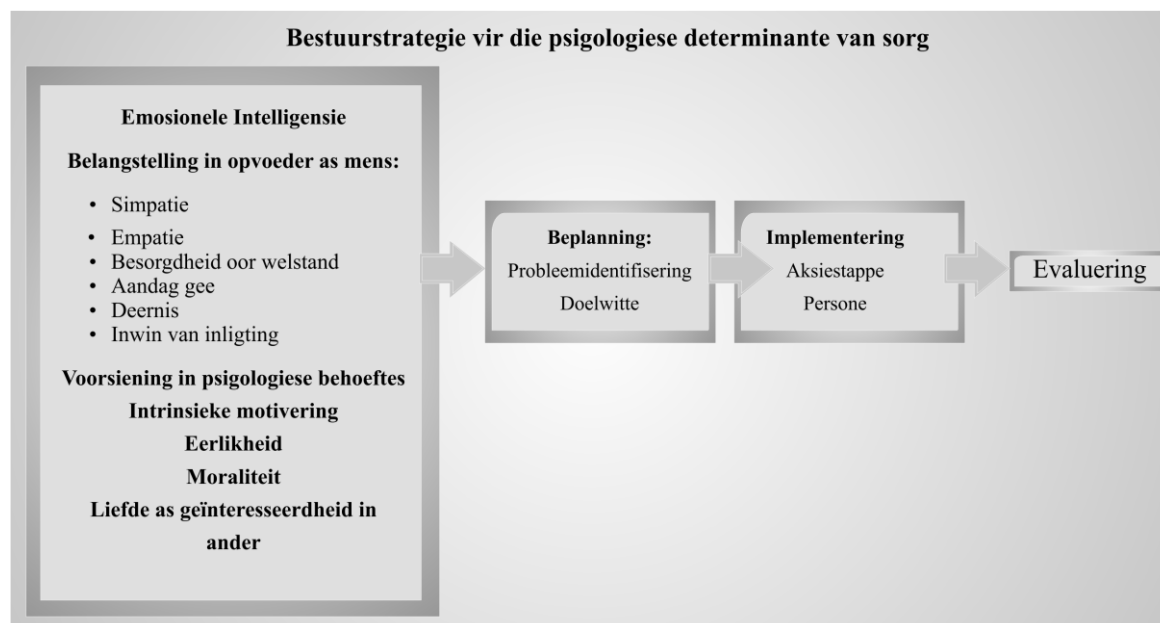 Bestuurstrategie vir die psigologiese determinante van sorg
Emosionele Intelligensie
Belangstelling in opvoeder as mens:
• Simpatie
• Empatie
• Besorgdheid oor welstand
• Aandag gee
• Deernis
• Inwin van inligting
Voorsiening in psigologiese behoeftes
Intrinsieke motivering
Eerlikheid
Moraliteit
Liefde as geïnteresseerdheid in
ander
Beplanning:
Probleemidentifisering
Doelwitte
Implementering
Aksiestappe
Persone
Evaluering